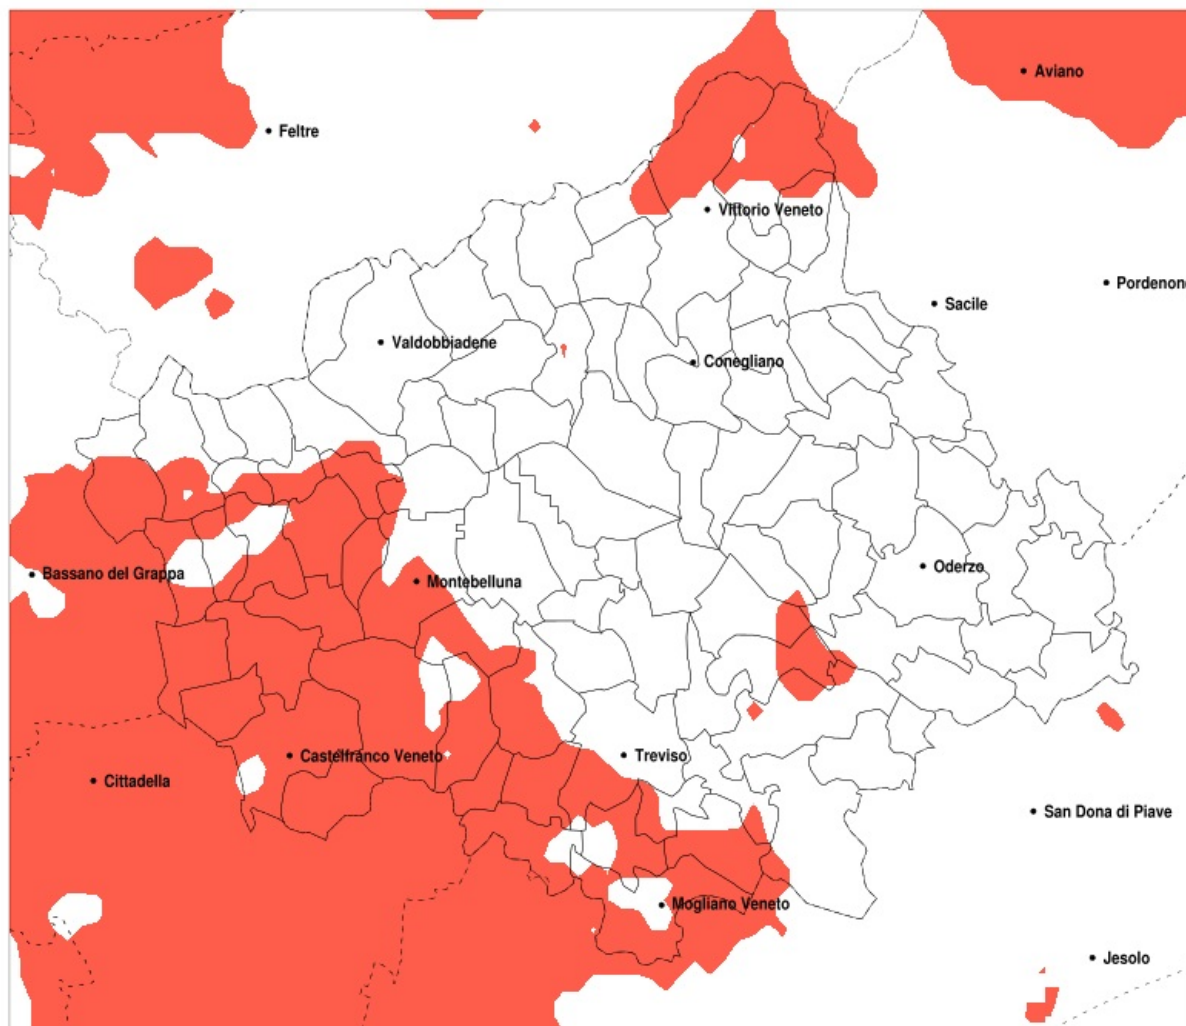 Aviano
Feltre
Vittorio Veneto
Pordenon
Sacile
Valdobbiadene
Conegliano
Oderzo
Bassano del Grappa
Montebelluna
Castelfranco Veneto
Treviso
Cittadella
San Dona di Piave
Mogliano Veneto
Jesolo